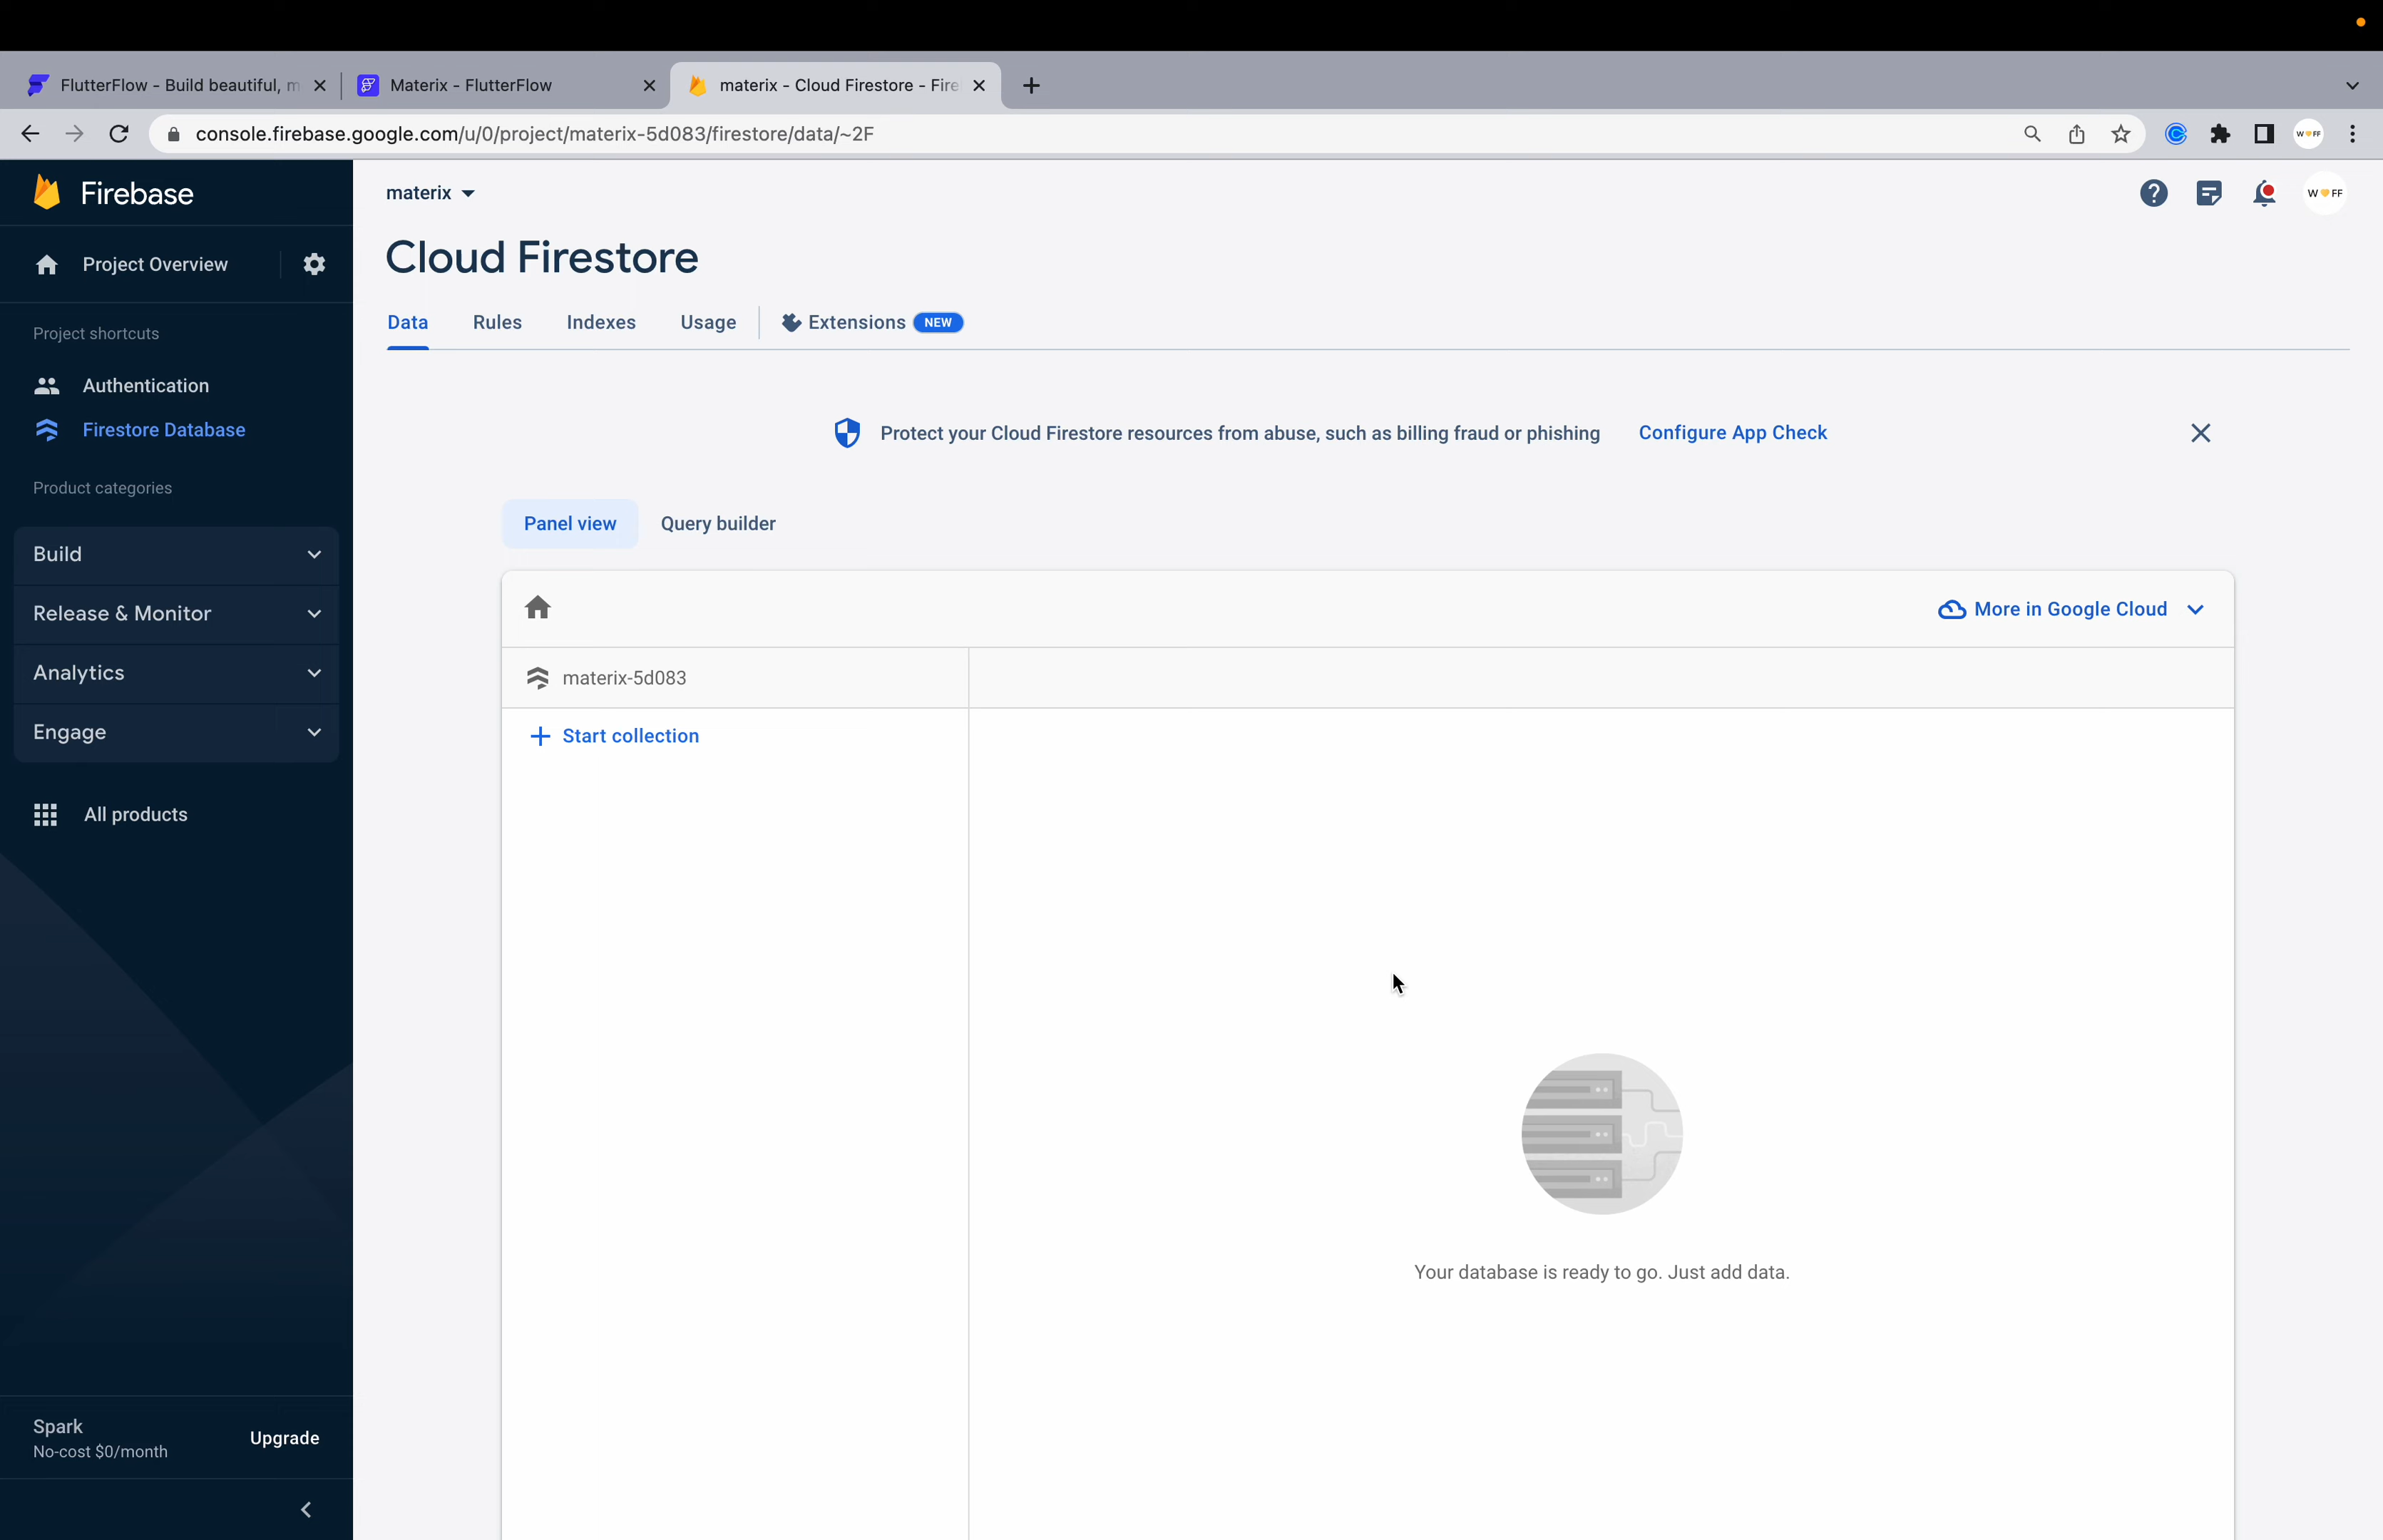 FlutterFlow - Build beautiful, m
Materix - FlutterFlow
materix - Cloud Firestore - Fire
console.firebase.google.com/u/0/project/materix-5d083/firestore/data/~2F
W FF
Firebase
materix
W FF
Project Overview
Cloud Firestore
Project shortcuts
Data Rules Indexes Usage Extensions NEW
Authentication
Firestore Database
Protect your Cloud Firestore resources from abuse, such as billing fraud or phishing Configure App Check
Product categories
Panel view Query builder
Build
Release & Monitor
More in Google Cloud
Analytics
materix-5d083
Engage
Start collection
All products
Your database is ready to go. Just add data.
Spark
No-cost $0/month
Upgrade